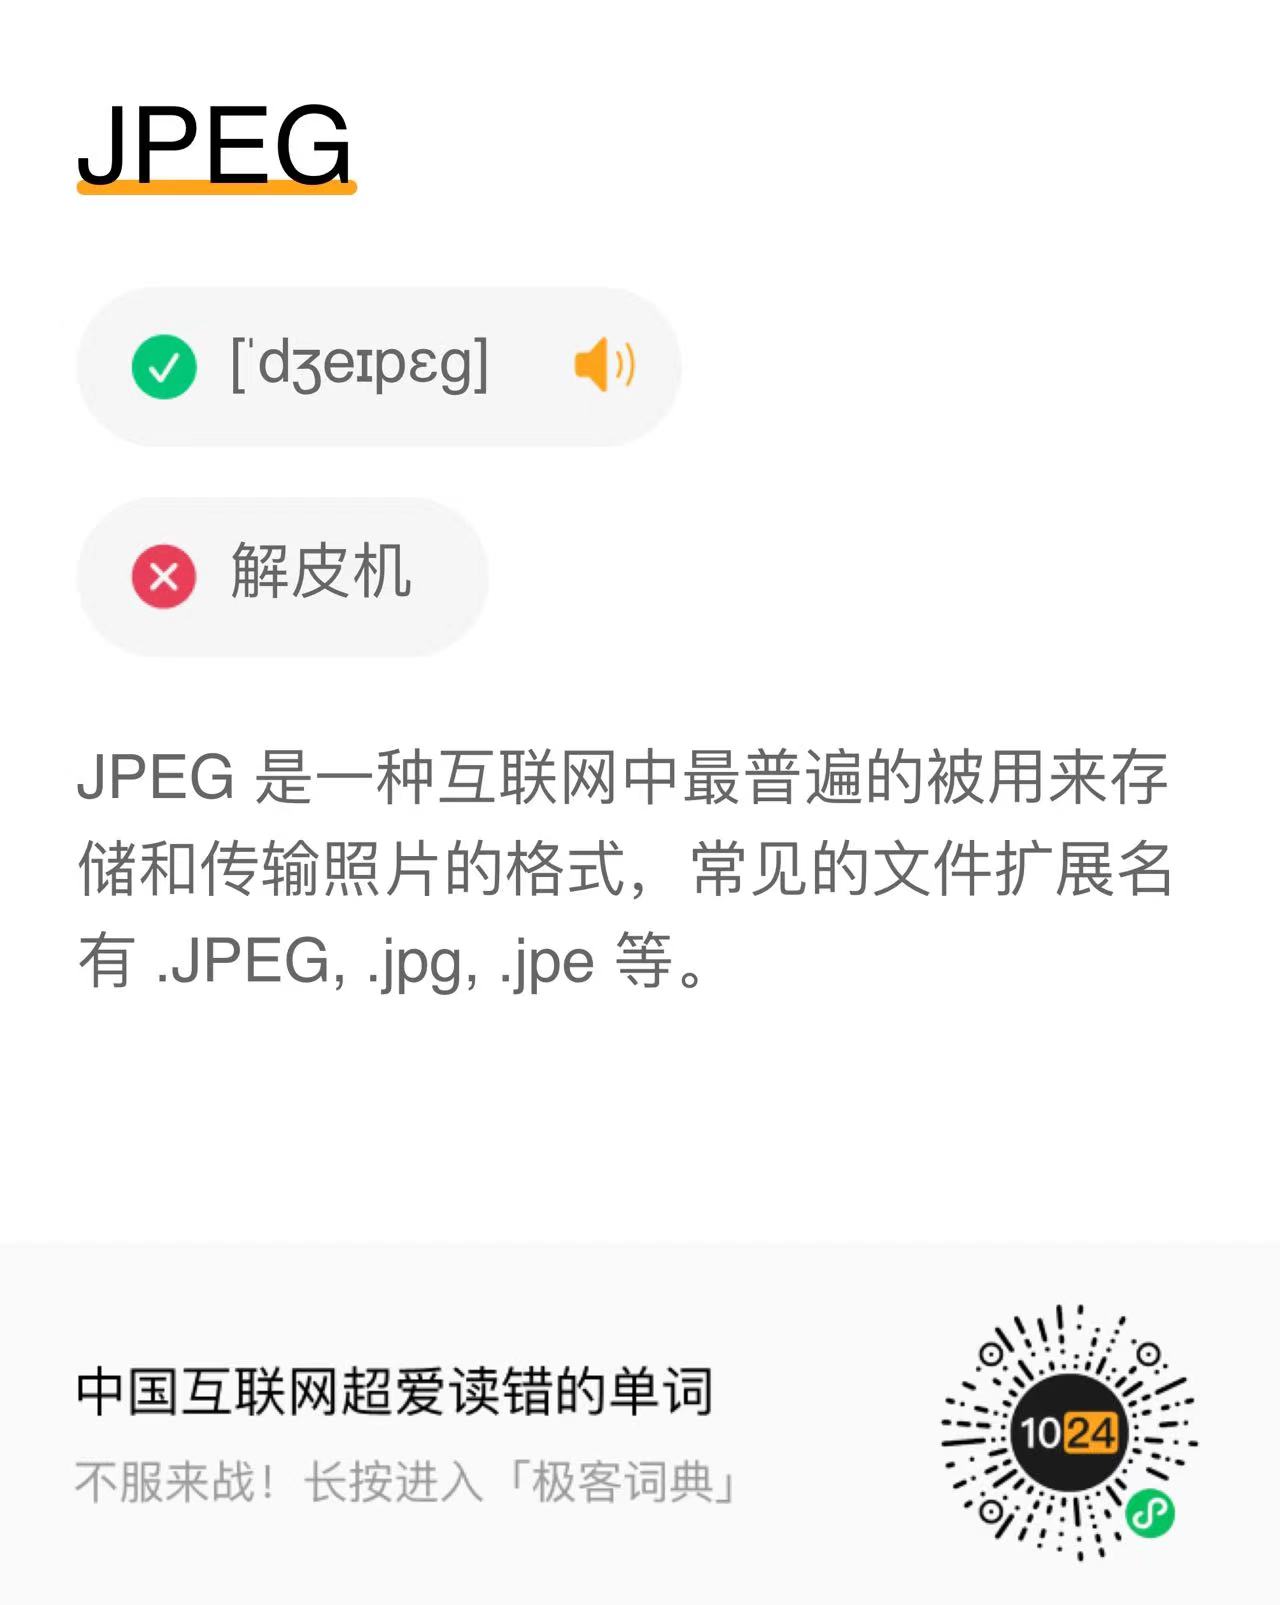 JPEG
[ˈdʒeɪpɛg]
解皮机
JPEG 是一种互联网中最普遍的被用来存
储和传输照片的格式，常见的文件扩展名
有 .JPEG, .jpg, .jpe 等。
中国互联网超爱读错的单词
不服来战！长按进入「极客词典」
1024